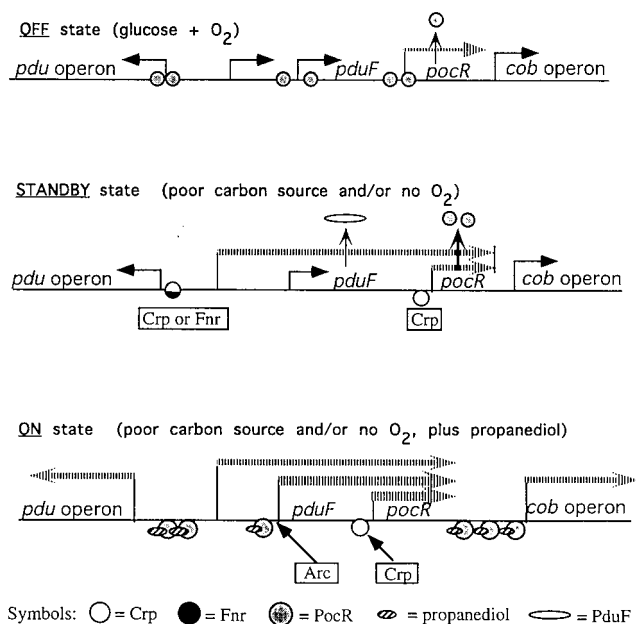 OFF state (glucose + O2)
pdu operon pduF pocR cob operon
STANDBY state (poor carbon source and/or no O2)
pdu operon pduF pocR cob operon
Crp or Fnr Crp
ON state (poor carbon source and/or no O2, plus propanediol)
pdu operon pduF pocR cob operon
Arc Crp
Symbols: = Crp = Fnr = PocR = propanediol = PduF